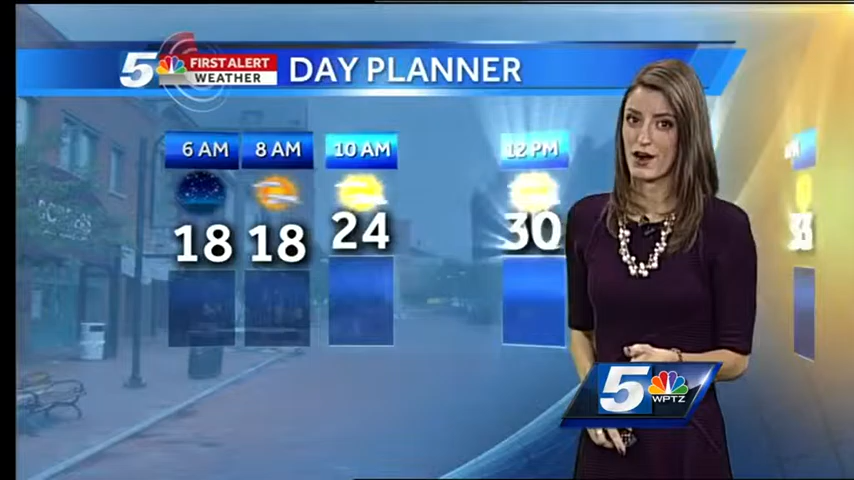 5 FIRST ALERT
WEATHER
DAY PLANNER
6 AM 8 AM 10 AM 12 PM
18 18 24 30
5 WPTZ